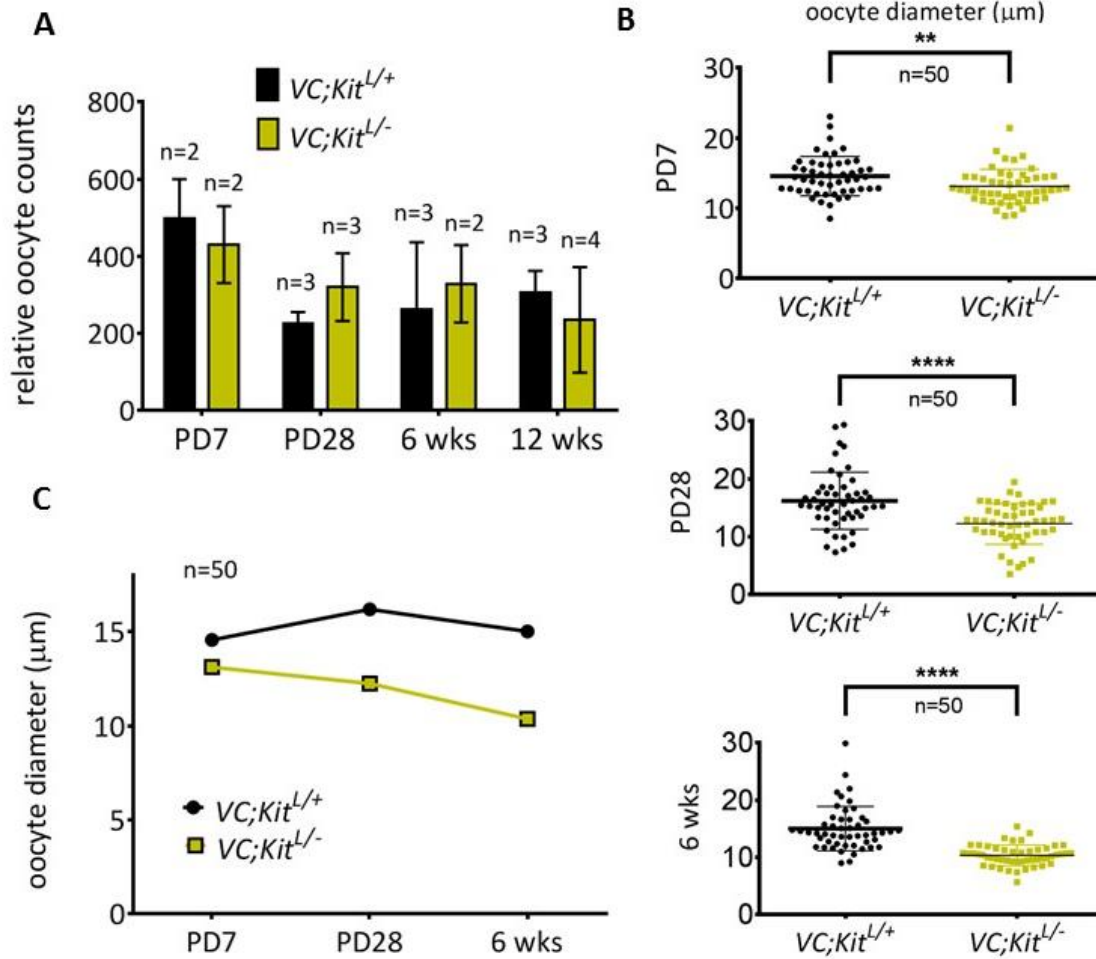 A
relative oocyte counts
VC;Kit^L/+
VC;Kit^L/-
800
600
400
200
0
n=2
n=2
n=3
n=3
n=3
n=2
n=3
n=4
PD7 PD28 6 wks 12 wks
B
oocyte diameter (μm)
**
n=50
PD7
30
20
10
0
VC;Kit^L/+ VC;Kit^L/-
****
n=50
PD28
30
20
10
0
VC;Kit^L/+ VC;Kit^L/-
****
n=50
6 wks
30
20
10
0
VC;Kit^L/+ VC;Kit^L/-
C
oocyte diameter (μm)
n=50
15
10
5
0
VC;Kit^L/+
VC;Kit^L/-
PD7 PD28 6 wks